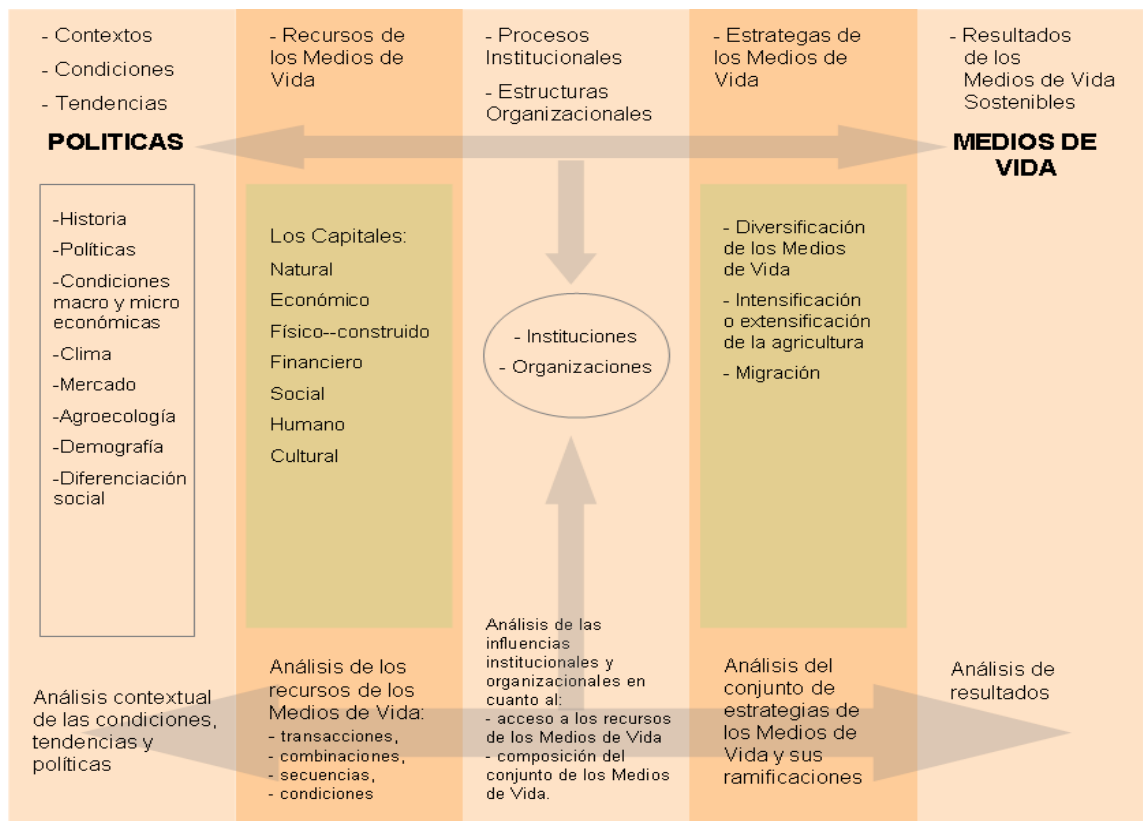 - Contextos
- Condiciones
- Tendencias
POLITICAS
- Recursos de
los Medios de
Vida
- Procesos
Institucionales
- Estructuras
Organizacionales
- Estrategas de
los Medios de
Vida
- Resultados
de los
Medios de Vida
Sostenibles
MEDIOS DE
VIDA
-Historia
-Políticas
-Condiciones
macro y micro
económicas
-Clima
-Mercado
-Agroecología
-Demografía
-Diferenciación
social
Los Capitales:
Natural
Económico
Físico--construido
Financiero
Social
Humano
Cultural
- Instituciones
- Organizaciones
- Diversificación
de los Medios
de Vida
- Intensificación
o extensificación
de la agricultura
- Migración
Análisis contextual
de las condiciones,
tendencias y
políticas
Análisis de los
recursos de los
Medios de Vida:
- transacciones,
- combinaciones,
- secuencias,
- condiciones
Análisis de las
influencias
institucionales y
organizacionales en
cuanto al:
- acceso a los recursos
de los Medios de Vida
- composición del
conjunto de los Medios
de Vida.
Análisis del
conjunto de
estrategias de
los Medios de
Vida y sus
ramificaciones
Análisis de
resultados